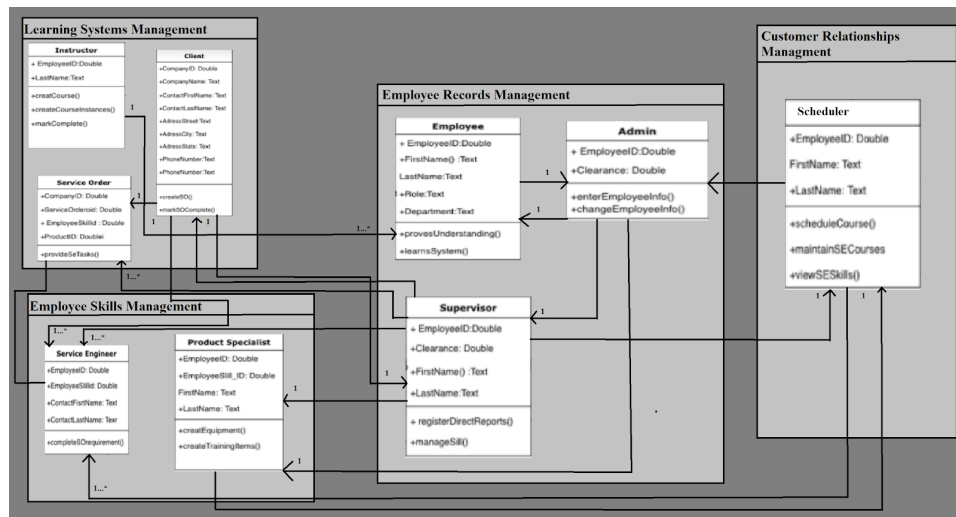 Learning Systems Management
Instructor
+ EmployeeID:Double
+LastName:Text
+creatCourse()
+createCourseInstances()
+markComplete()
Client
+CompanyID: Double
+CompanyName: Text
+ContactFirstName: Text
+ContactLastName: Text
+AdressStreet:Text
+AdressCity: Text
+AdressState: Text
+PhoneNumber:Text
+PhoneNumber:Text
+createSO()
+markSOComplete()
Service Order
+CompanyID: Double
+ServiceOrderoid: Double
+ EmployeeSkillid : Double
+ProductID: Doublei
+provideSeTasks()
1
1
1
1
1...*
1...*
Employee Records Management
Employee
+ EmployeeID:Double
+FirstName() :Text
LastName:Text
+Role:Text
+Department:Text
+provesUnderstanding()
+learnsSystem()
Admin
+ EmployeeID:Double
+Clearance: Double
+enterEmployeeInfo()
+changeEmployeeInfo()
1
1
1
Supervisor
+ EmployeeID:Double
+Clearance: Double
+FirstName() :Text
+LastName:Text
+ registerDirectReports()
+manageSill()
1
1
Customer Relationships
Managment
Scheduler
+EmployeeID: Double
FirstName: Text
+LastName: Text
+scheduleCourse()
+maintainSECourses
+viewSESkills()
1
1
Employee Skills Management
1...*
1...*
Service Engineer
+EmployeeID: Double
+EmployeeSlillid: Double
+ContactFisrtName: Text
+ContactLastName: Texr
+completeSOrequirement()
Product Specialist
+EmployeeID: Double
+EmployeeSlill_ID: Double
FirstName: Text
+LastName: Text
+creatEquipment()
+createTrainingItems()
1
1
1...*